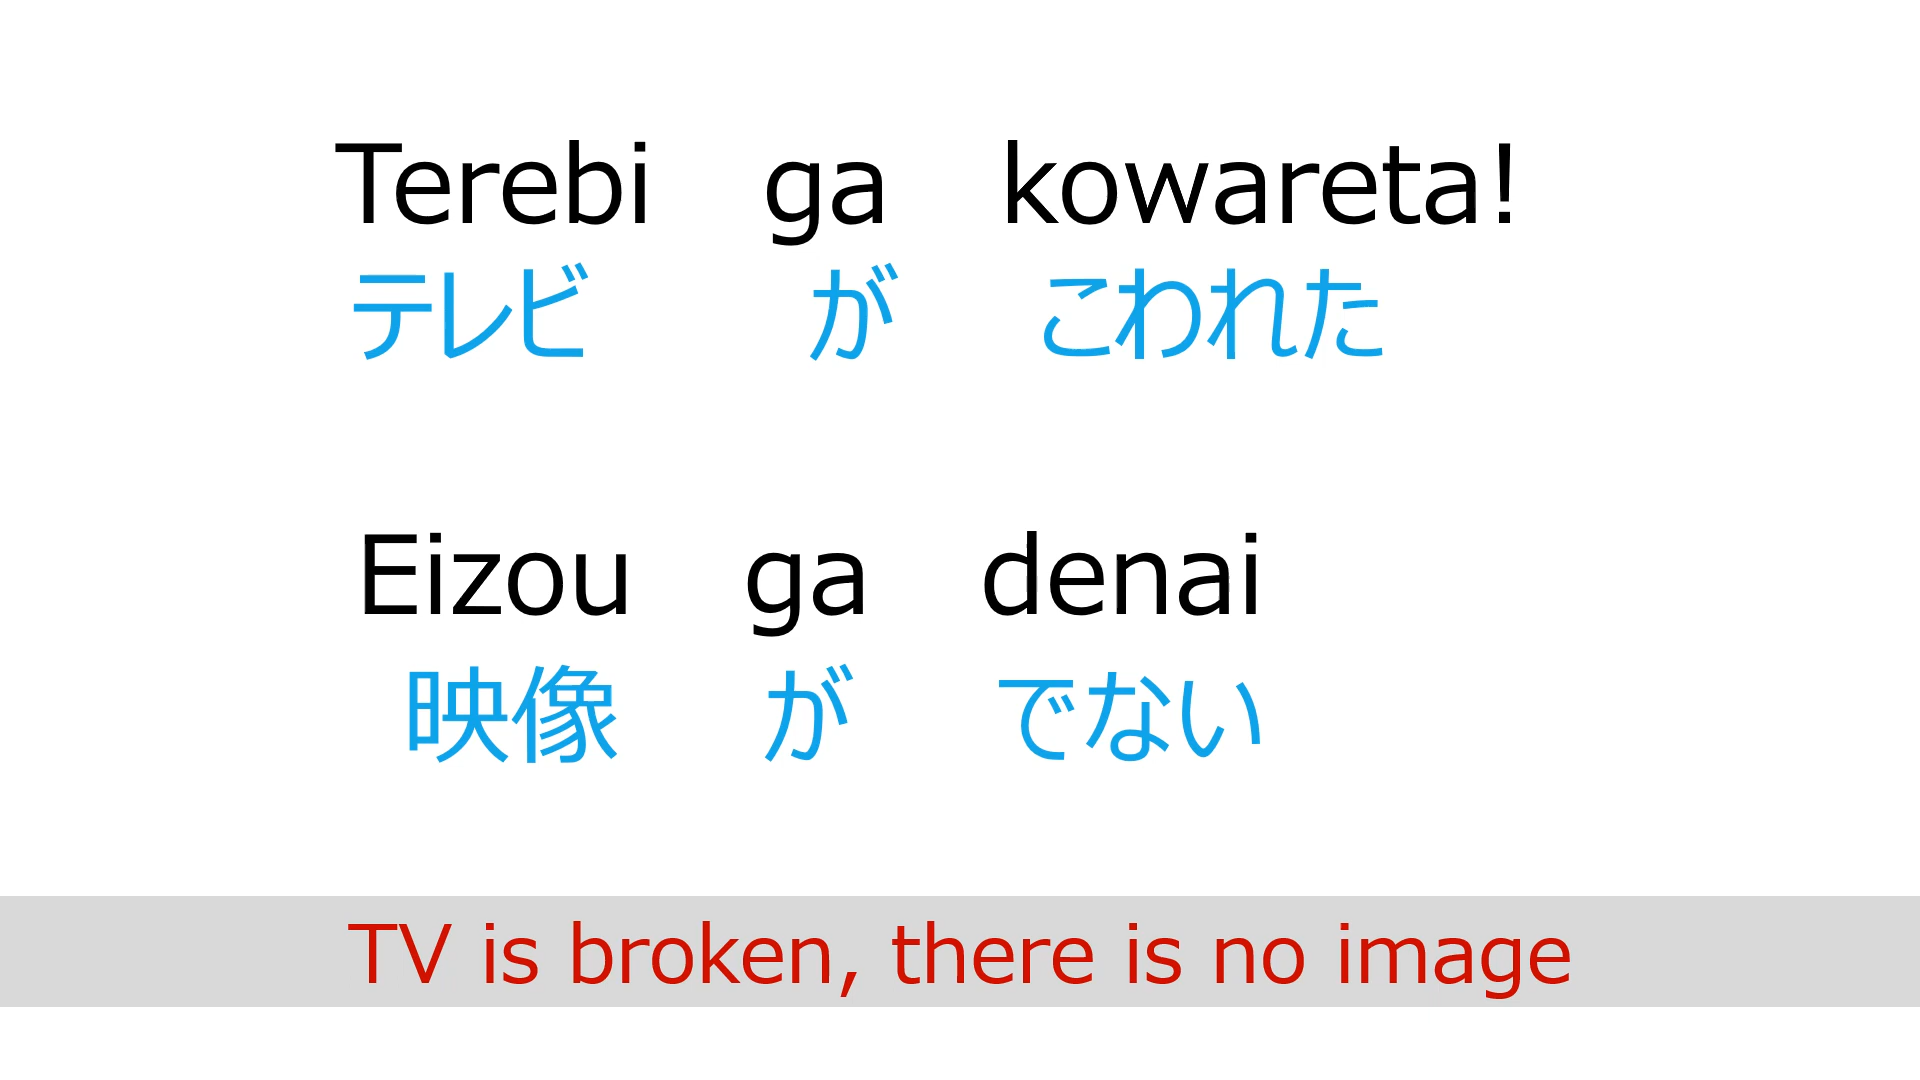 Terebi ga kowareta!
テレビ が こわれた
Eizou ga denai
映像 が でない
TV is broken, there is no image